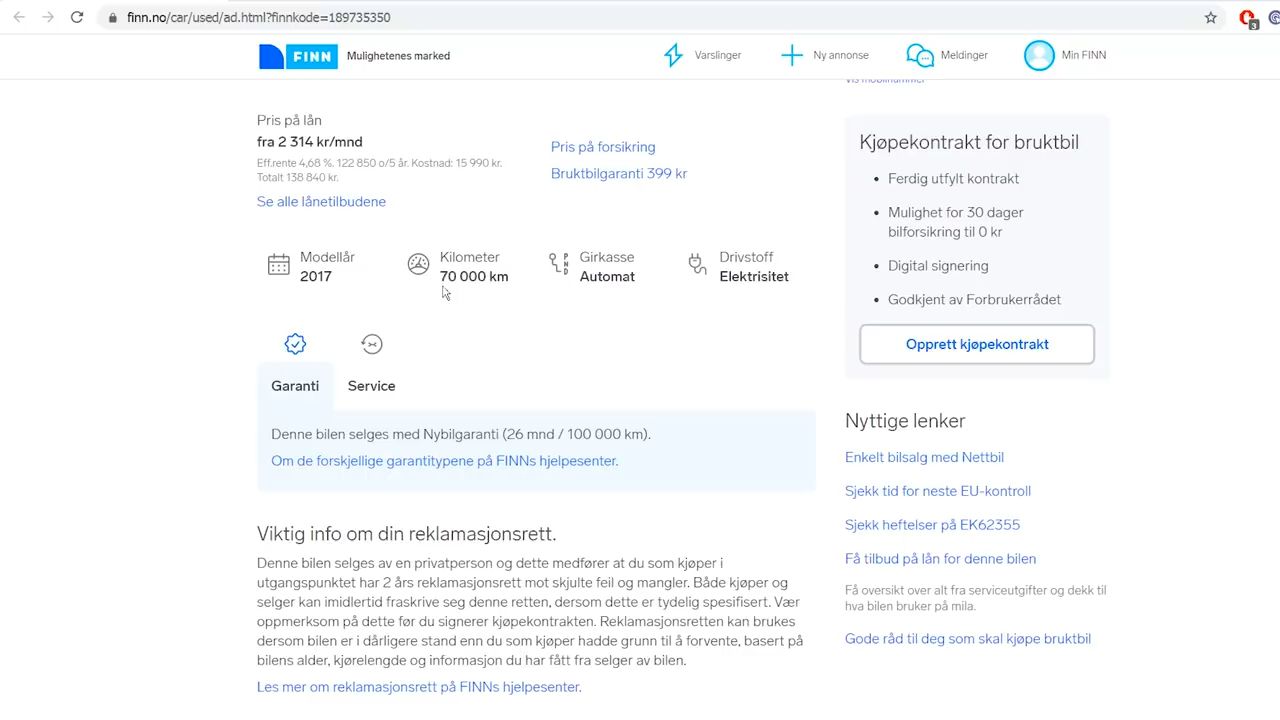 finn.no/car/used/ad.html?finnkode=189735350
3
FINN
Mulighetenes marked
Varslinger
Ny annonse
Meldinger
Min FINN
Vis mobilnummer
Pris på lån
fra 2 314 kr/mnd
Eff.rente 4,68 %. 122 850 o/5 år. Kostnad: 15 990 kr.
Totalt 138 840 kr.
Se alle lånetilbudene
Pris på forsikring
Bruktbilgaranti 399 kr
Modellår
2017
Kilometer
70 000 km
Girkasse
Automat
Drivstoff
Elektrisitet
Garanti
Service
Denne bilen selges med Nybilgaranti (26 mnd / 100 000 km).
Om de forskjellige garantitypene på FINNs hjelpesenter.
Viktig info om din reklamasjonsrett.
Denne bilen selges av en privatperson og dette medfører at du som kjøper i
utgangspunktet har 2 års reklamasjonsrett mot skjulte feil og mangler. Både kjøper og
selger kan imidlertid fraskrive seg denne retten, dersom dette er tydelig spesifisert. Vær
oppmerksom på dette før du signerer kjøpekontrakten. Reklamasjonsretten kan brukes
dersom bilen er i dårligere stand enn du som kjøper hadde grunn til å forvente, basert på
bilens alder, kjørelengde og informasjon du har fått fra selger av bilen.
Les mer om reklamasjonsrett på FINNs hjelpesenter.
Kjøpekontrakt for bruktbil
• Ferdig utfylt kontrakt
• Mulighet for 30 dager
bilforsikring til 0 kr
• Digital signering
• Godkjent av Forbrukerrådet
Opprett kjøpekontrakt
Nyttige lenker
Enkelt bilsalg med Nettbil
Sjekk tid for neste EU-kontroll
Sjekk heftelser på EK62355
Få tilbud på lån for denne bilen
Få oversikt over alt fra serviceutgifter og dekk til
hva bilen bruker på mila.
Gode råd til deg som skal kjøpe bruktbil